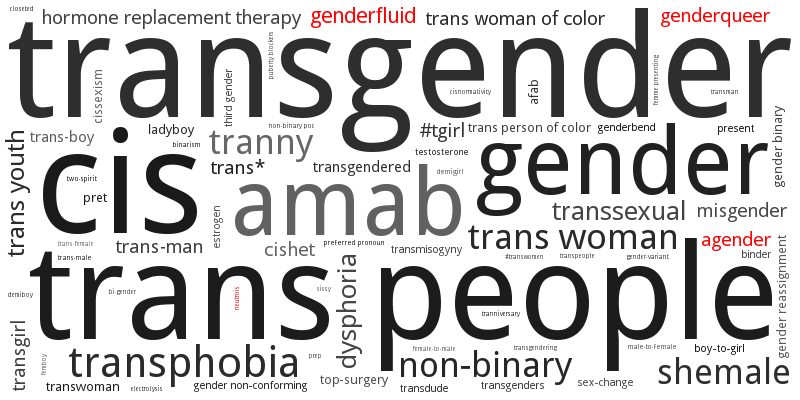 closeted
hormone replacement therapy
genderfluid
trans woman of color
genderqueer
transgender
puberty blockers
cissexism
third gender
cisnormativity
afab
femme presenting
transman
trans youth
trans-boy
ladyboy
binarism
non-binary poc
tranny
#tgirl
trans person of color
genderbend
present
gender binary
cis
two-spirit
pret
trans*
transgendered
testosterone
demigirl
gender
amab
estrogen
transsexual
misgender
trans-female
trans-man
trans-male
cishet
preferred pronoun
transmisogyny
trans woman
agender
binder
#transwomen
transpeople
gender-variant
gender reassignment
trans people
demiboy
bi-gender
neutrois
sissy
dysphoria
tranniversary
transgirl
femboy
transphobia
prep
female-to-male
transgendering
male-to-female
boy-to-girl
non-binary
shemale
transwoman
electrolysis
gender non-conforming
top-surgery
transdude
transgenders
sex-change